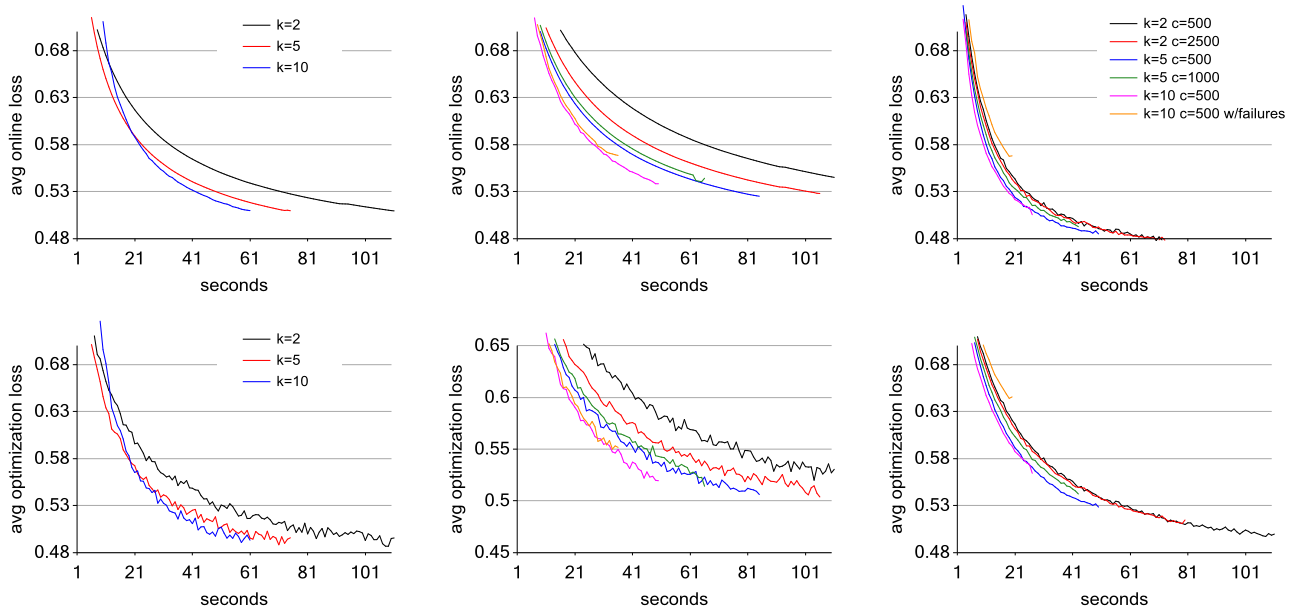 avg online loss
0.68
0.63
0.58
0.53
0.48
1 21 41 61 81 101
seconds
k=2
k=5
k=10
avg online loss
0.68
0.63
0.58
0.53
0.48
1 21 41 61 81 101
seconds
avg online loss
0.68
0.63
0.58
0.53
0.48
1 21 41 61 81 101
seconds
k=2 c=500
k=2 c=2500
k=5 c=500
k=5 c=1000
k=10 c=500
k=10 c=500 w/failures
avg optimization loss
0.68
0.63
0.58
0.53
0.48
1 21 41 61 81 101
seconds
k=2
k=5
k=10
avg optimization loss
0.65
0.6
0.55
0.5
0.45
1 21 41 61 81 101
seconds
avg optimization loss
0.68
0.63
0.58
0.53
0.48
1 21 41 61 81 101
seconds